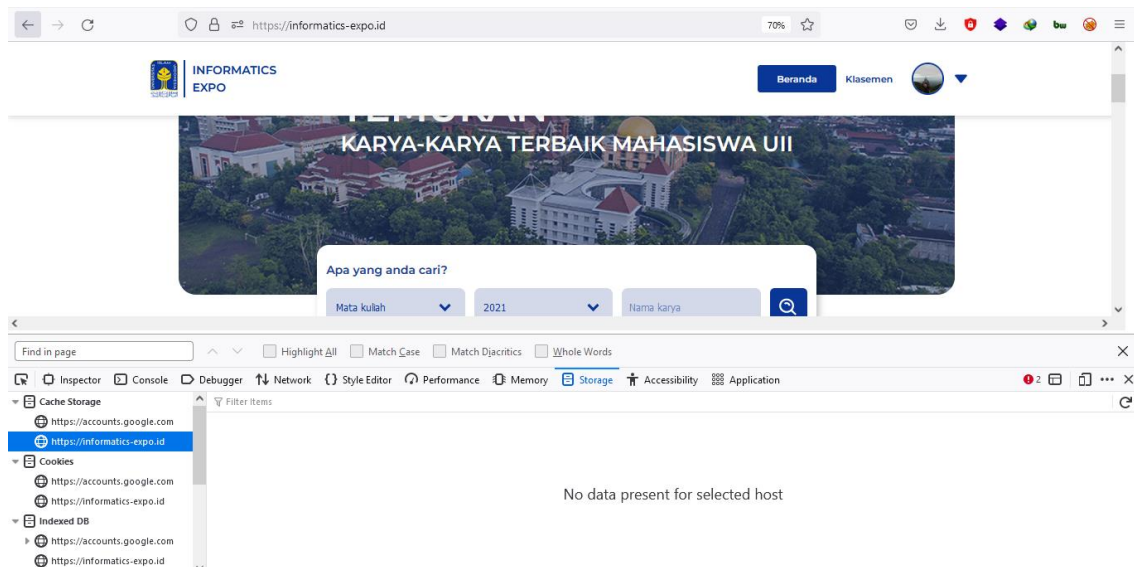 https://informatics-expo.id
70%
INFORMATICS
EXPO
Beranda
Klasemen
TEMUKAN
KARYA-KARYA TERBAIK MAHASISWA UII
Apa yang anda cari?
Mata kuliah
2021
Nama karya
Find in page
Highlight All
Match Case
Match Diacritics
Whole Words
Inspector
Console
Debugger
Network
Style Editor
Performance
Memory
Storage
Accessibility
Application
2
Cache Storage
https://accounts.google.com
https://informatics-expo.id
Cookies
https://accounts.google.com
https://informatics-expo.id
Indexed DB
https://accounts.google.com
https://informatics-expo.id
Filter Items
No data present for selected host